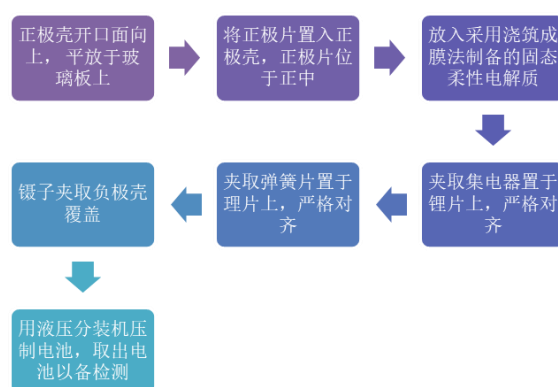 正极壳开口面向
上，平放于玻
璃板上
将正极片置入正
极壳，正极片位
于正中
放入采用浇筑成
膜法制备的固态
柔性电解质
夹取集电器置于
锂片上，严格对
齐
夹取弹簧片置于
理片上，严格对
齐
镊子夹取负极壳
覆盖
用液压分装机压
制电池，取出电
池以备检测